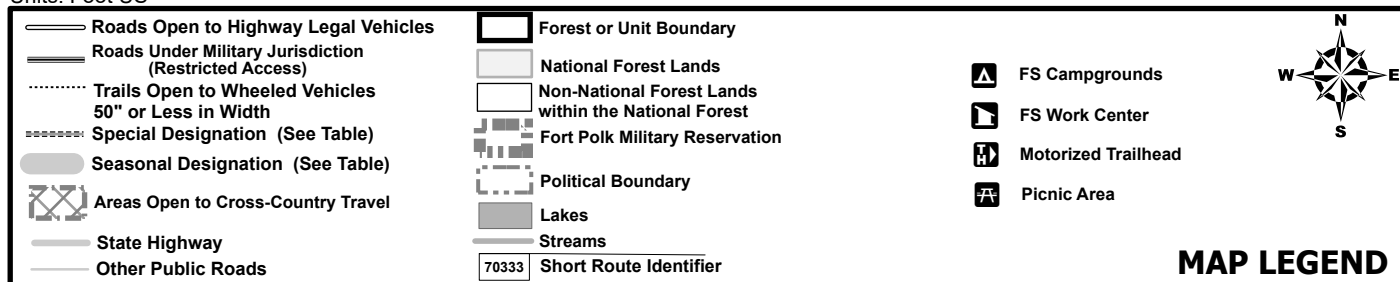 Units: Foot US
Roads Open to Highway Legal Vehicles
Roads Under Military Jurisdiction
(Restricted Access)
Trails Open to Wheeled Vehicles
50" or Less in Width
Special Designation (See Table)
Seasonal Designation (See Table)
Areas Open to Cross-Country Travel
State Highway
Other Public Roads
Forest or Unit Boundary
National Forest Lands
Non-National Forest Lands
within the National Forest
Fort Polk Military Reservation
Political Boundary
Lakes
Streams
70333 Short Route Identifier
FS Campgrounds
FS Work Center
TH Motorized Trailhead
Picnic Area
N
W E
S
MAP LEGEND